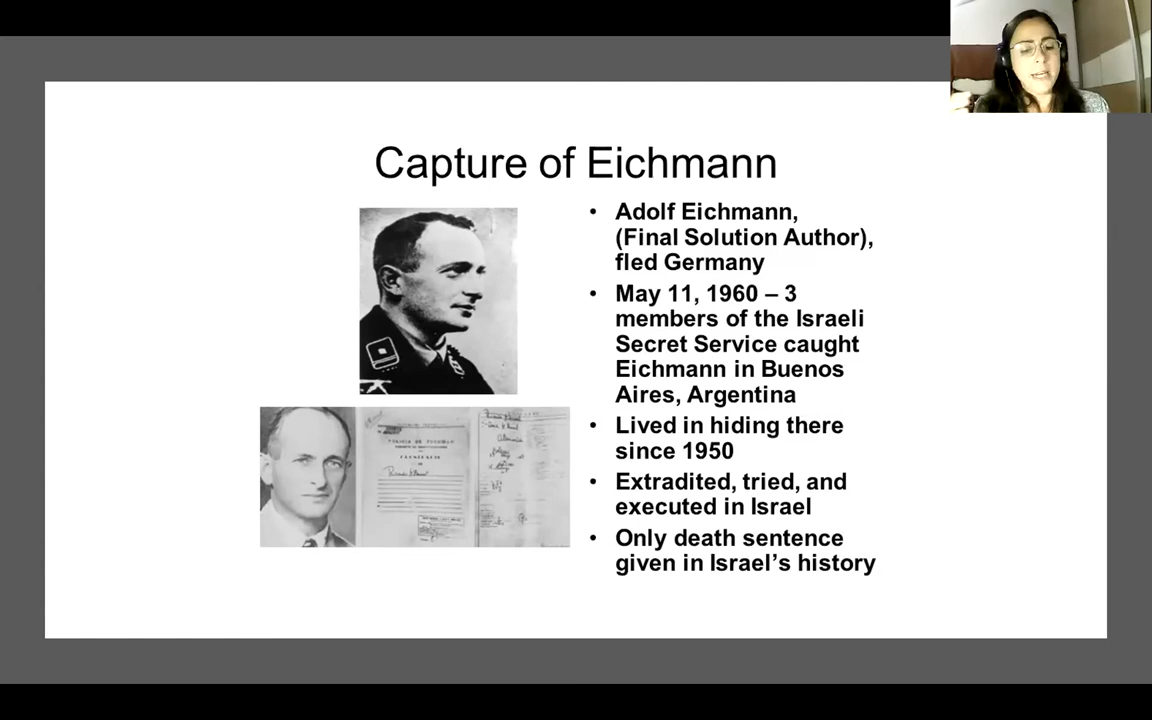 Capture of Eichmann
• Adolf Eichmann,
(Final Solution Author),
fled Germany
• May 11, 1960 – 3
members of the Israeli
Secret Service caught
Eichmann in Buenos
Aires, Argentina
• Lived in hiding there
since 1950
• Extradited, tried, and
executed in Israel
• Only death sentence
given in Israel’s history